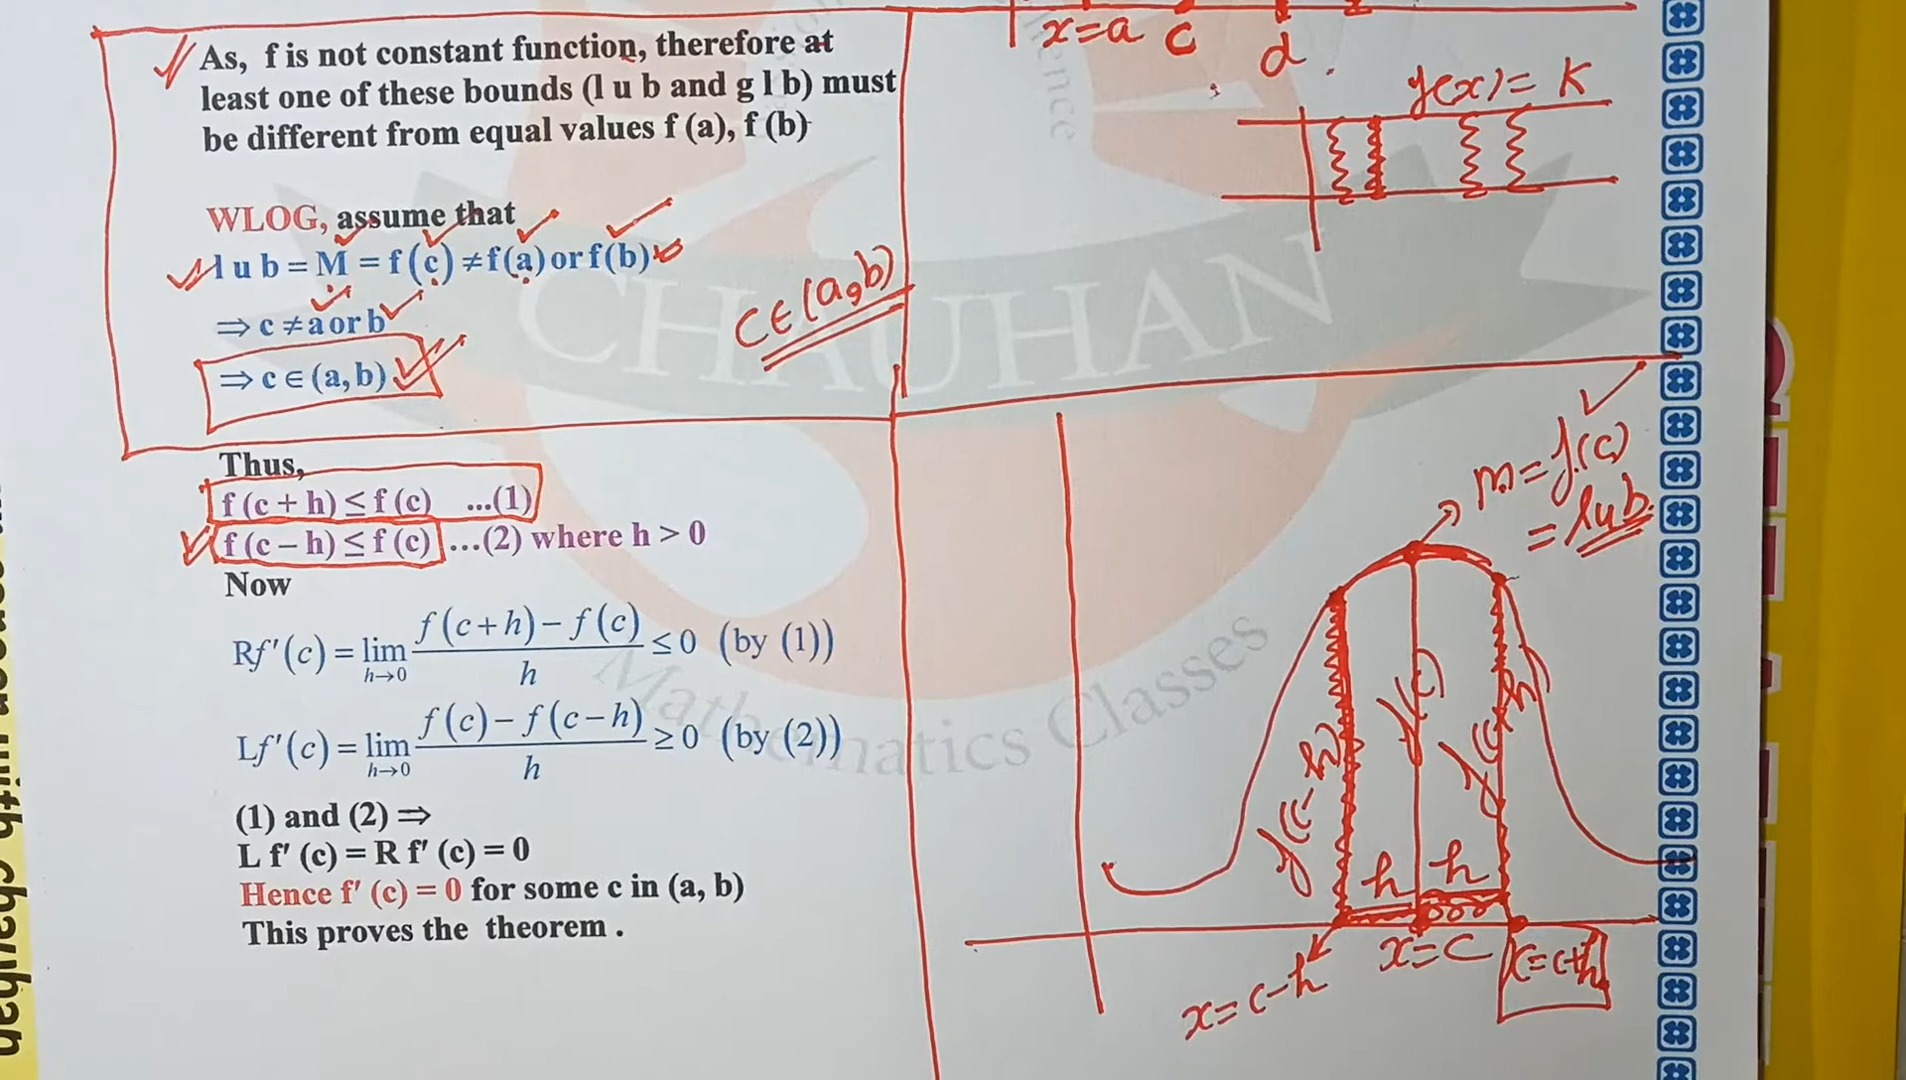 As, f is not constant function, therefore at
least one of these bounds (l u b and g l b) must
be different from equal values f (a), f (b)
WLOG, assume that
l u b = M = f(c) ≠ f(a) or f(b)
⇒ c ≠ a or b
⇒ c ∈ (a, b)
C∈(a,b)
Thus,
f (c + h) ≤ f (c) ...(1)
f (c – h) ≤ f (c) ...(2) where h > 0
Now
Rf'(c) = lim h→0 f(c+h) − f(c) / h ≤ 0 (by (1))
Lf'(c) = lim h→0 f(c) − f(c−h) / h ≥ 0 (by (2))
(1) and (2) ⇒
L f' (c) = R f' (c) = 0
Hence f' (c) = 0 for some c in (a, b)
This proves the theorem .
x=a c d
f(x) = K
M = f(c)
= lub
f(c-h)
f(c)
f(c+h)
h h
x=c-h
x=c
x=c+h
CHAUHAN
Mathematics Classes